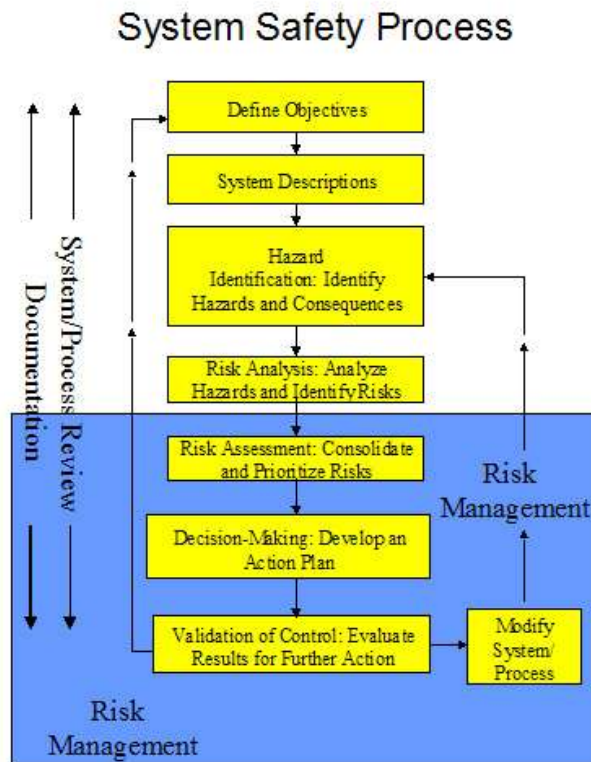 System Safety Process
Define Objectives
System Descriptions
Hazard
Identification: Identify
Hazards and Consequences
Risk Analysis: Analyze
Hazards and Identify Risks
Risk Assessment: Consolidate
and Prioritize Risks
Decision-Making: Develop an
Action Plan
Validation of Control: Evaluate
Results for Further Action
Modify
System/
Process
System/Process Review
Documentation
Risk
Management
Risk
Management